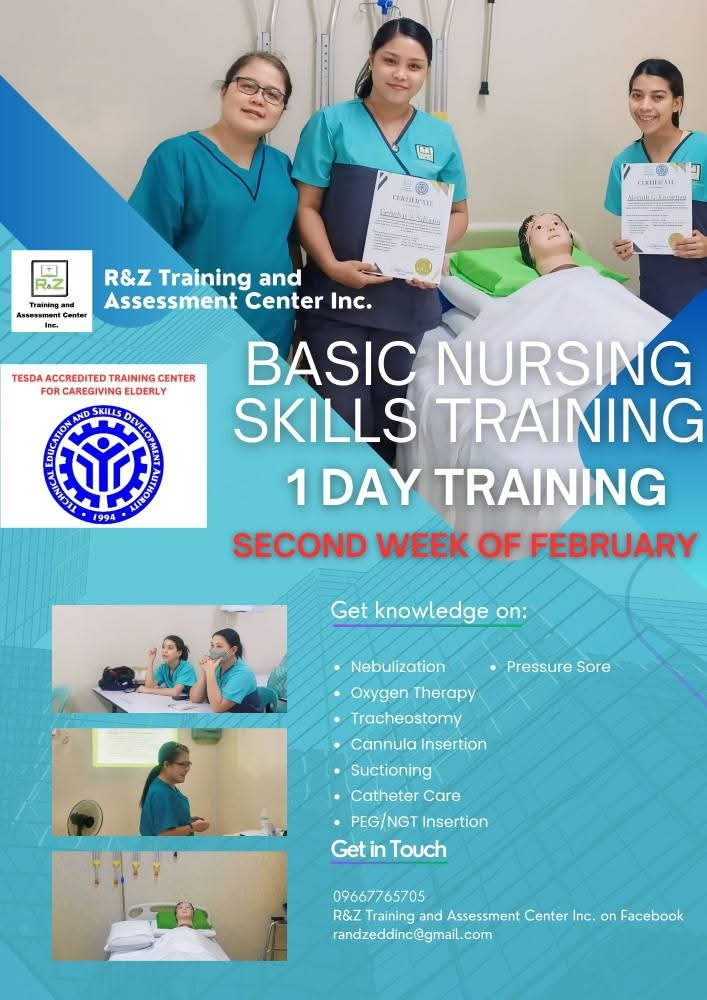 CERTIFICATE
CERTIFICATE
R&Z
Training and
Assessment Center
Inc.
R&Z Training and
Assessment Center Inc.
TESDA ACCREDITED TRAINING CENTER
FOR CAREGIVING ELDERLY
TECHNICAL EDUCATION AND SKILLS DEVELOPMENT AUTHORITY
1994
BASIC NURSING
SKILLS TRAINING
1 DAY TRAINING
SECOND WEEK OF FEBRUARY
Get knowledge on:
• Nebulization
• Oxygen Therapy
• Tracheostomy
• Cannula Insertion
• Suctioning
• Catheter Care
• PEG/NGT Insertion
• Pressure Sore
Get in Touch
09667765705
R&Z Training and Assessment Center Inc. on Facebook
randzeddinc@gmail.com